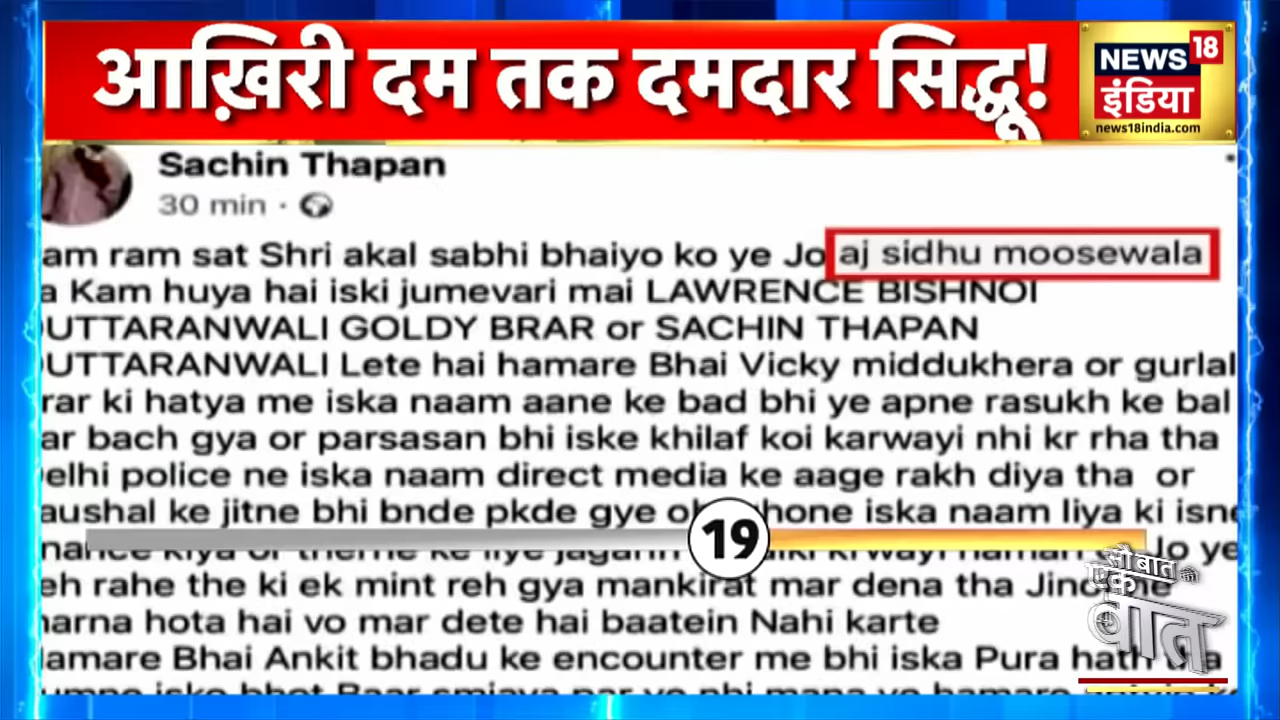 आख़िरी दम तक दमदार सिद्धू!
NEWS 18
इंडिया
news18india.com
Sachin Thapan
30 min ·
am ram sat Shri akal sabhi bhaiyo ko ye Jo aj sidhu moosewala
a Kam huya hai iski jumevari mai LAWRENCE BISHNOI
UTTARANWALI GOLDY BRAR or SACHIN THAPAN
UTTARANWALI Lete hai hamare Bhai Vicky middukhera or gurlal
rar ki hatya me iska naam aane ke bad bhi ye apne rasukh ke bal
ar bach gya or parsasan bhi iske khilaf koi karwayi nhi kr rha tha
elhi police ne iska naam direct media ke aage rakh diya tha or
aushal ke jitne bhi bnde pkde gye iska naam liya ki isne
19
Jo ye
eh rahe the ki ek mint reh gya mankirat mar dena tha
arna hota hai vo mar dete hai baatein Nahi karte
amare Bhai Ankit bhadu ke encounter me bhi iska Pura hath
सौ बात की
एक
बात